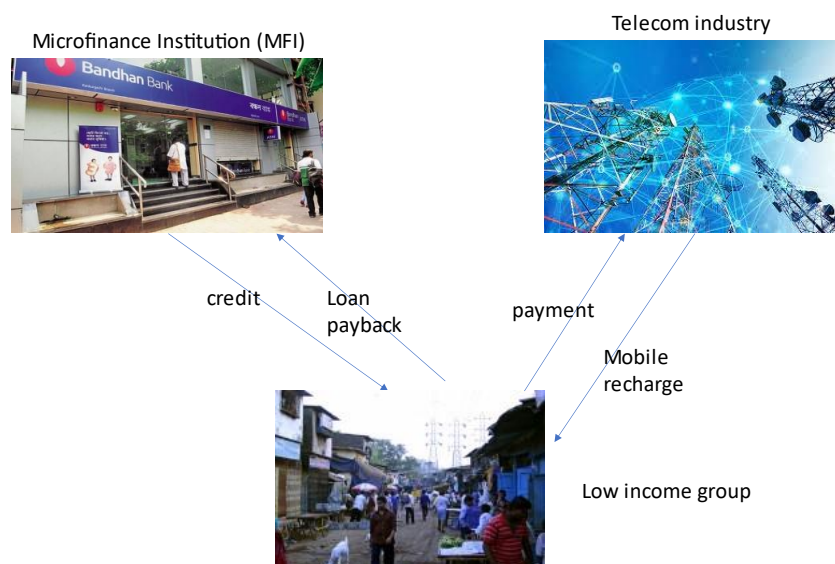 Microfinance Institution (MFI)
Telecom industry
Bandhan Bank
credit
Loan
payback
payment
Mobile
recharge
Low income group